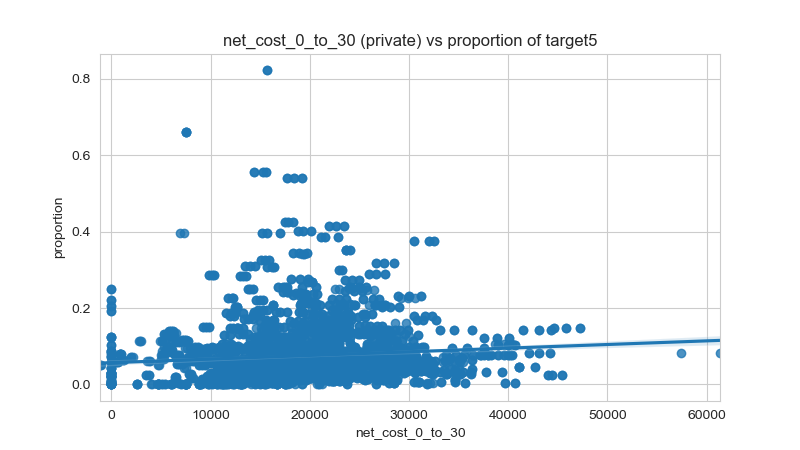 net_cost_0_to_30 (private) vs proportion of target5
0.8
0.6
0.4
0.2
0.0
proportion
0 10000 20000 30000 40000 50000 60000
net_cost_0_to_30